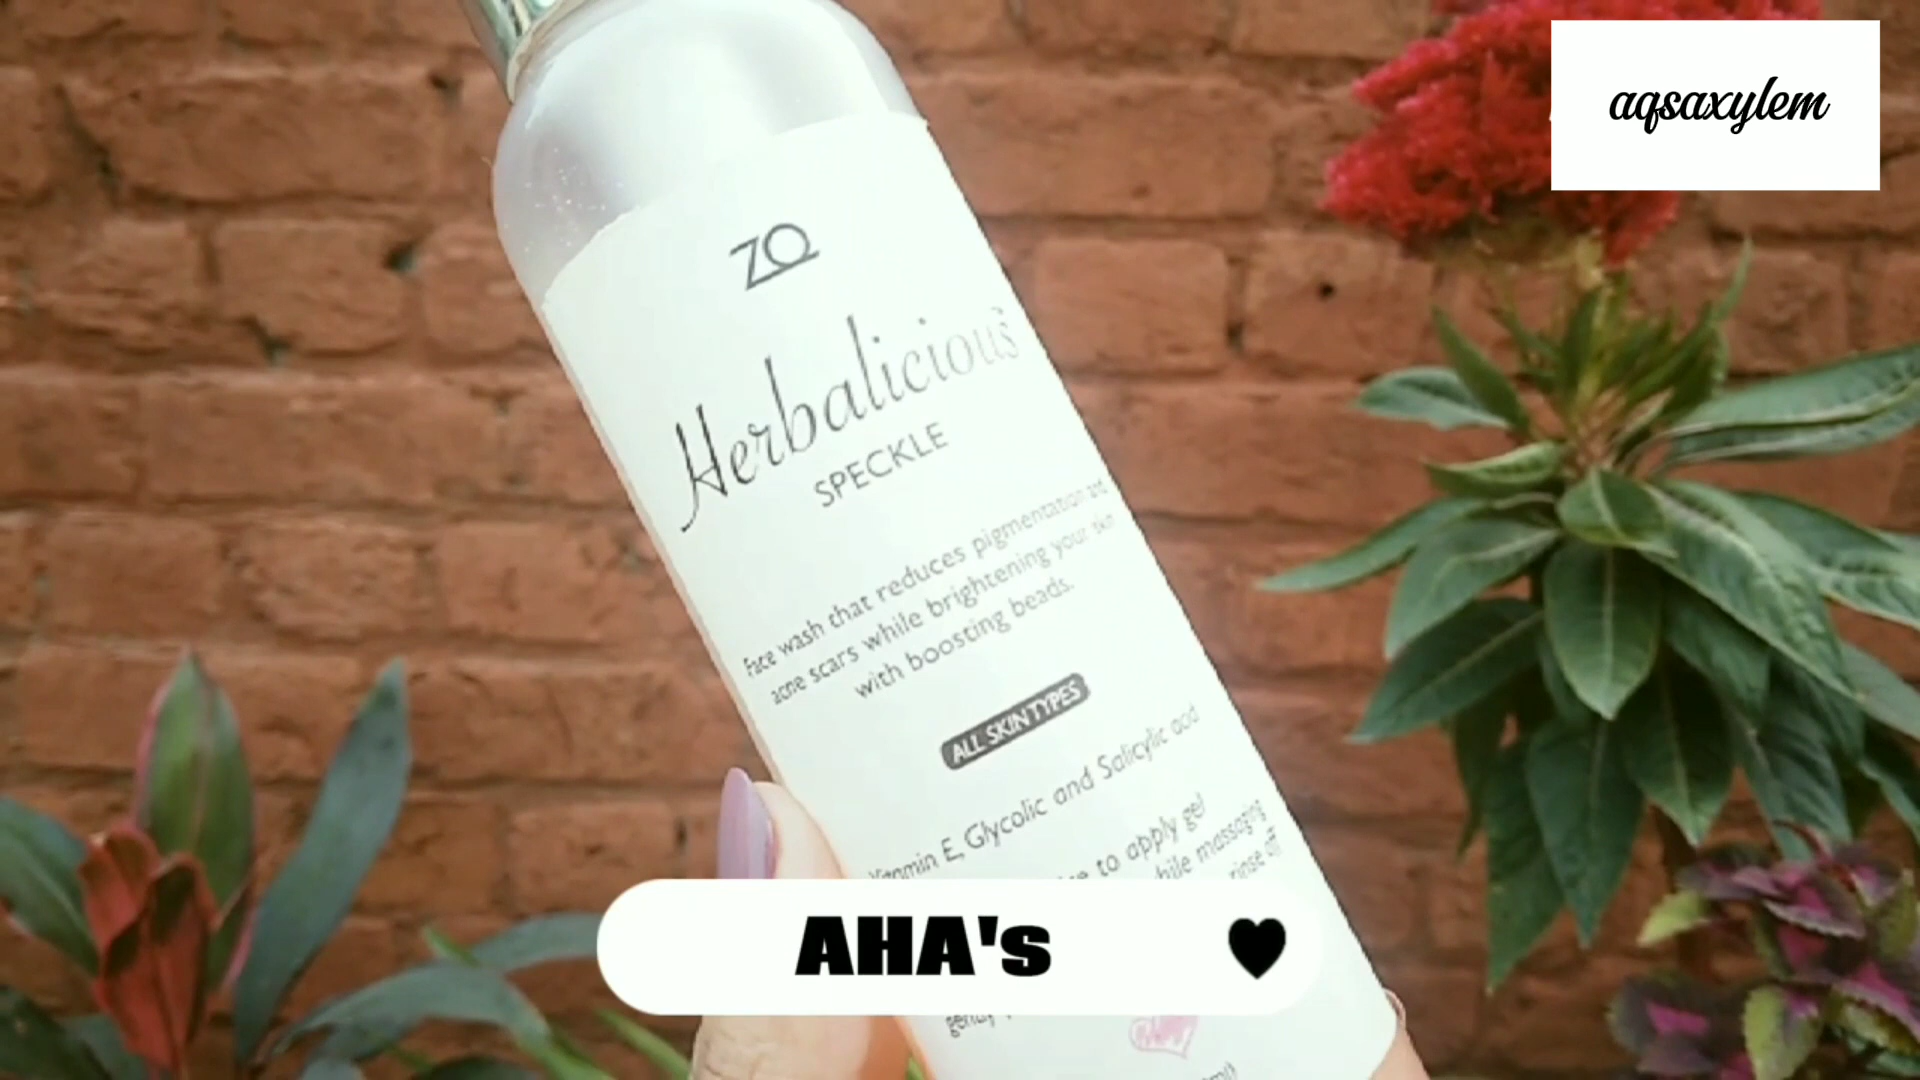 aqsaxylem
ZQ
Herbalicious
SPECKLE
Face wash that reduces pigmentation and
acne scars while brightening your skin
with boosting beads.
ALL SKIN TYPES
Vitamin E, Glycolic and Salicylic acid
to apply gel
while massaging
rinse off
AHA's